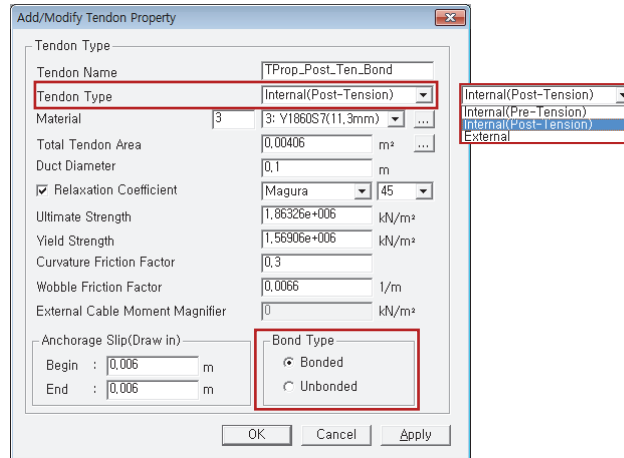 Add/Modify Tendon Property
Tendon Type
Tendon Name TProp_Post_Ten_Bond
Tendon Type Internal(Post-Tension)
Material 3 3: Y1860S7(11,3mm) ...
Total Tendon Area 0,00406 m² ...
Duct Diameter 0,1 m
Relaxation Coefficient Magura 45
Ultimate Strength 1,86326e+006 kN/m²
Yield Strength 1,56906e+006 kN/m²
Curvature Friction Factor 0,3
Wobble Friction Factor 0,0066 1/m
External Cable Moment Magnifier 0 kN/m²
Anchorage Slip(Draw in)
Begin : 0,006 m
End : 0,006 m
Bond Type
Bonded
Unbonded
OK Cancel Apply
Internal(Post-Tension)
Internal(Pre-Tension)
Internal(Post-Tension)
External